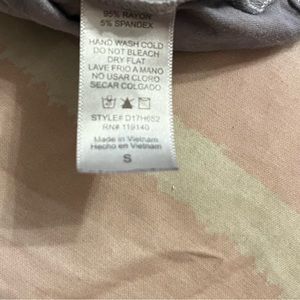 95% RAYON
5% SPANDEX
HAND WASH COLD
DO NOT BLEACH
DRY FLAT
LAVE FRIO A MANO
NO USAR CLORO
SECAR COLGADO
STYLE# D17H652
RN# 119140
Made in Vietnam
Hecho en Vietnam
S